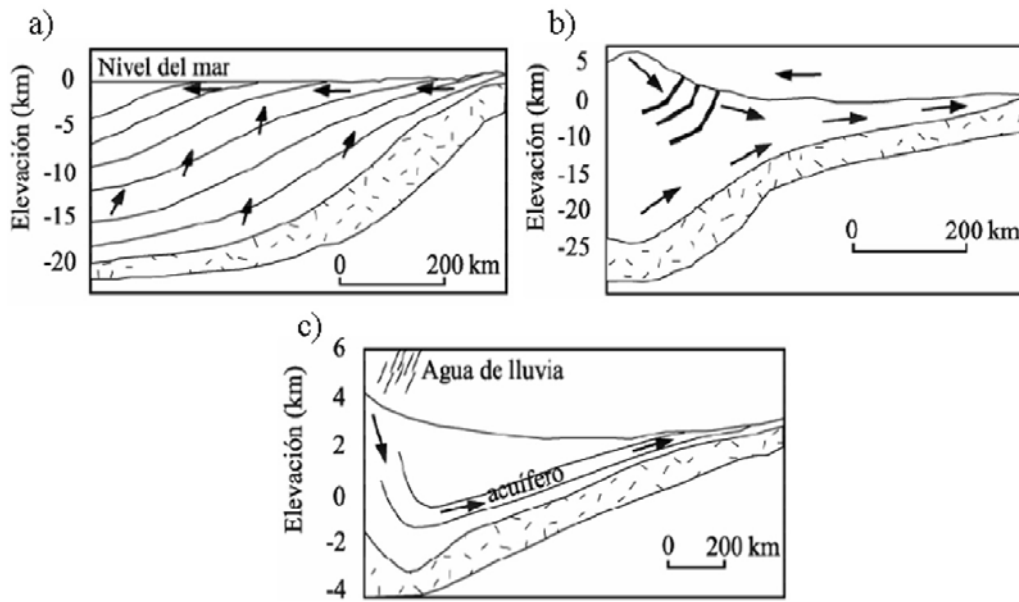 a)
Nivel del mar
Elevación (km)
0
-5
-10
-15
-20
0 200 km
b)
Elevación (km)
5
0
-10
-15
-20
-25
0 200 km
c)
Agua de lluvia
Elevación (km)
6
4
2
0
-2
-4
acuífero
0 200 km